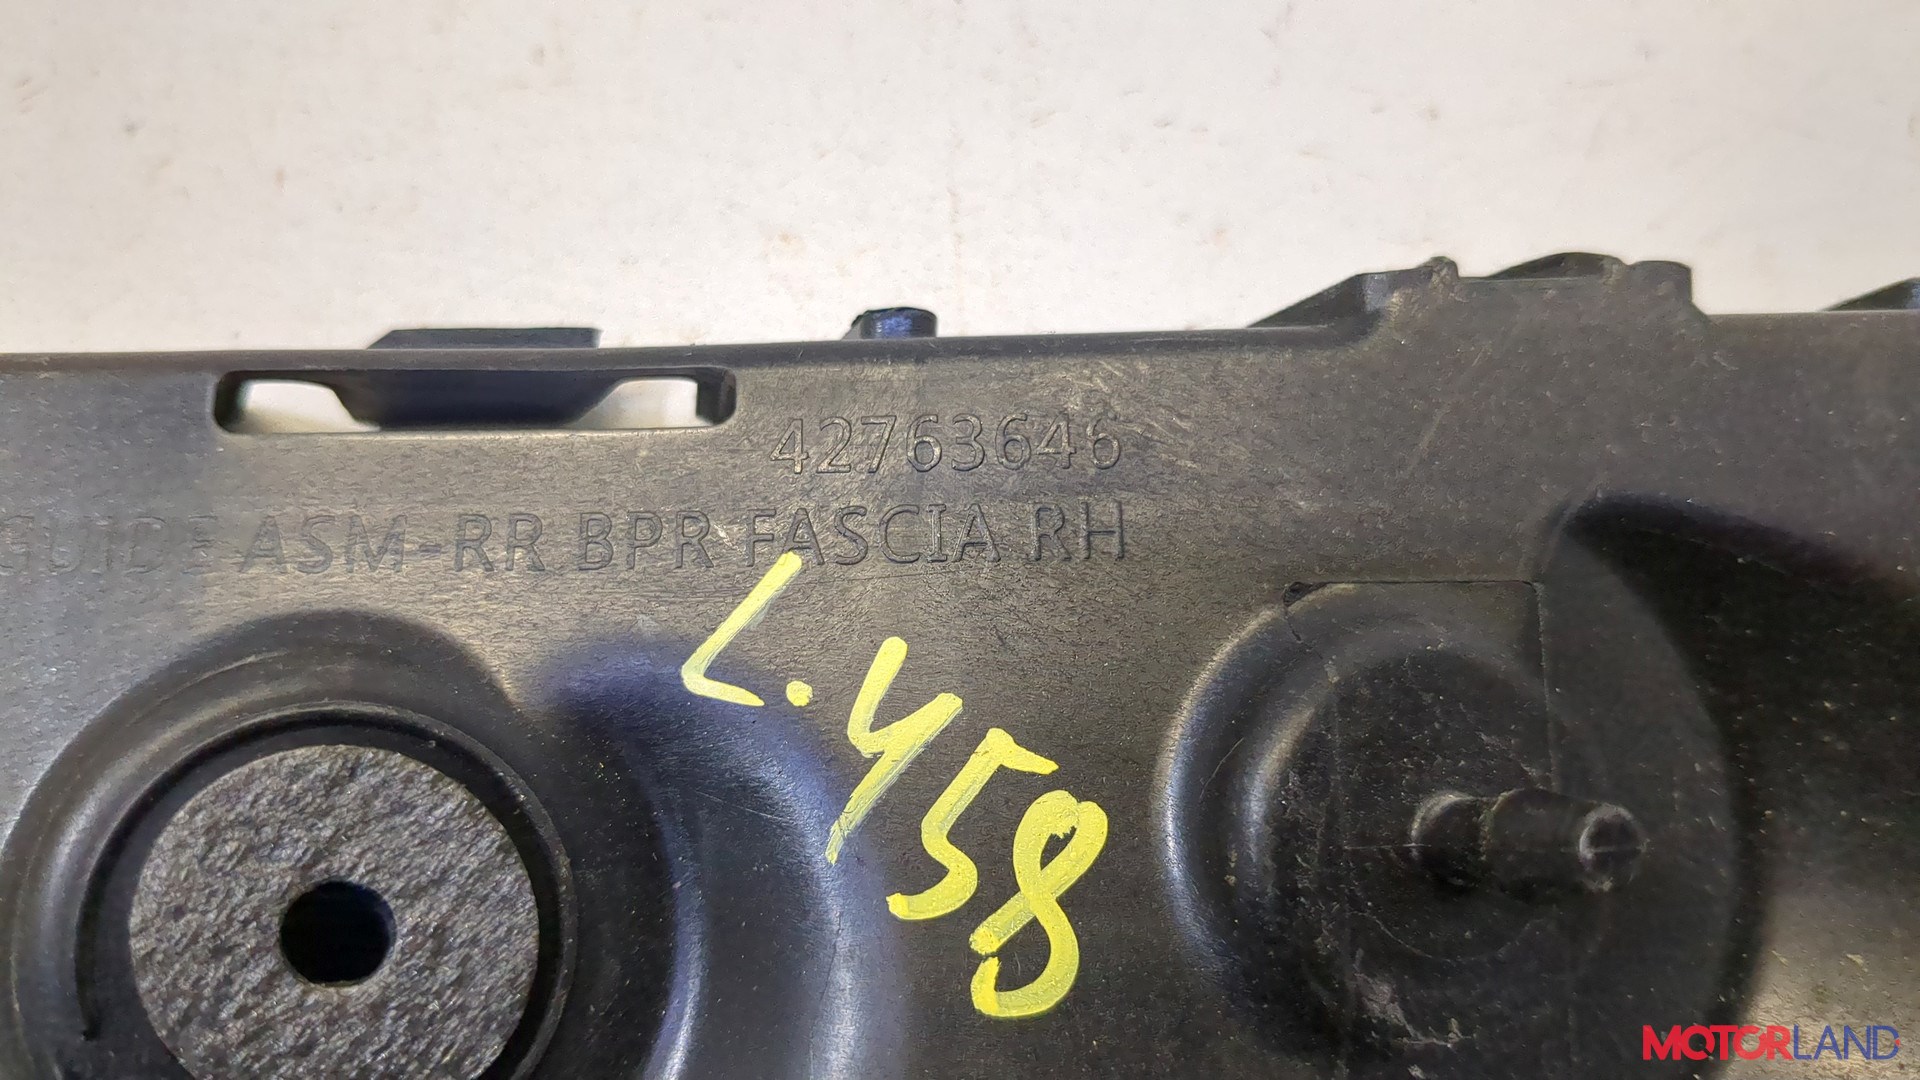 42763646
GUIDE ASM-RR BPR FASCIA RH
L.458
MOTORLAND